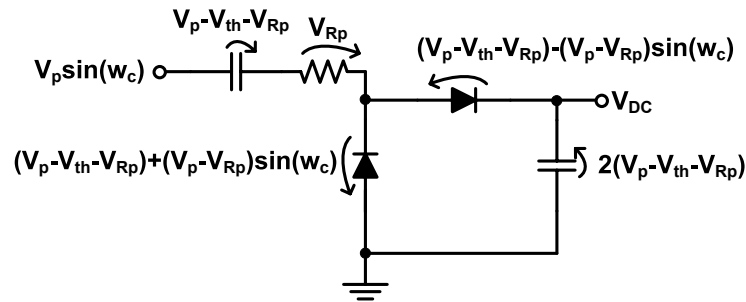 Vp-Vth-VRp
VRp
(Vp-Vth-VRp)-(Vp-VRp)sin(wc)
Vpsin(wc)
VDC
(Vp-Vth-VRp)+(Vp-VRp)sin(wc)
2(Vp-Vth-VRp)